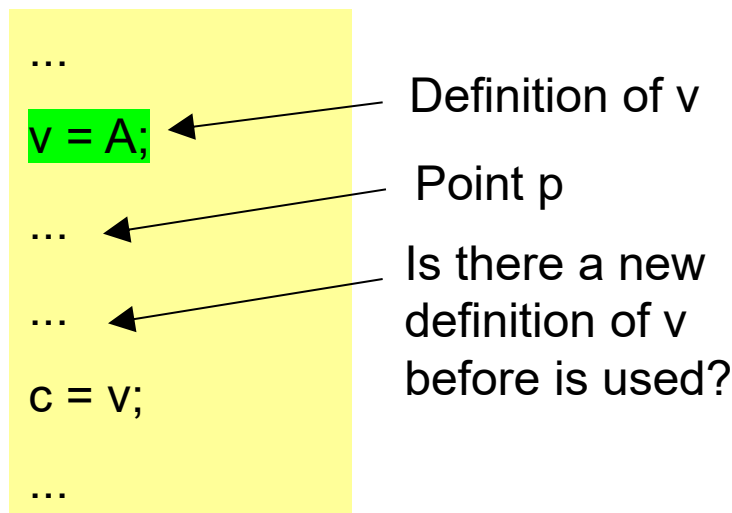 ...
v = A;
...
...
c = v;
...
Definition of v
Point p
Is there a new
definition of v
before is used?